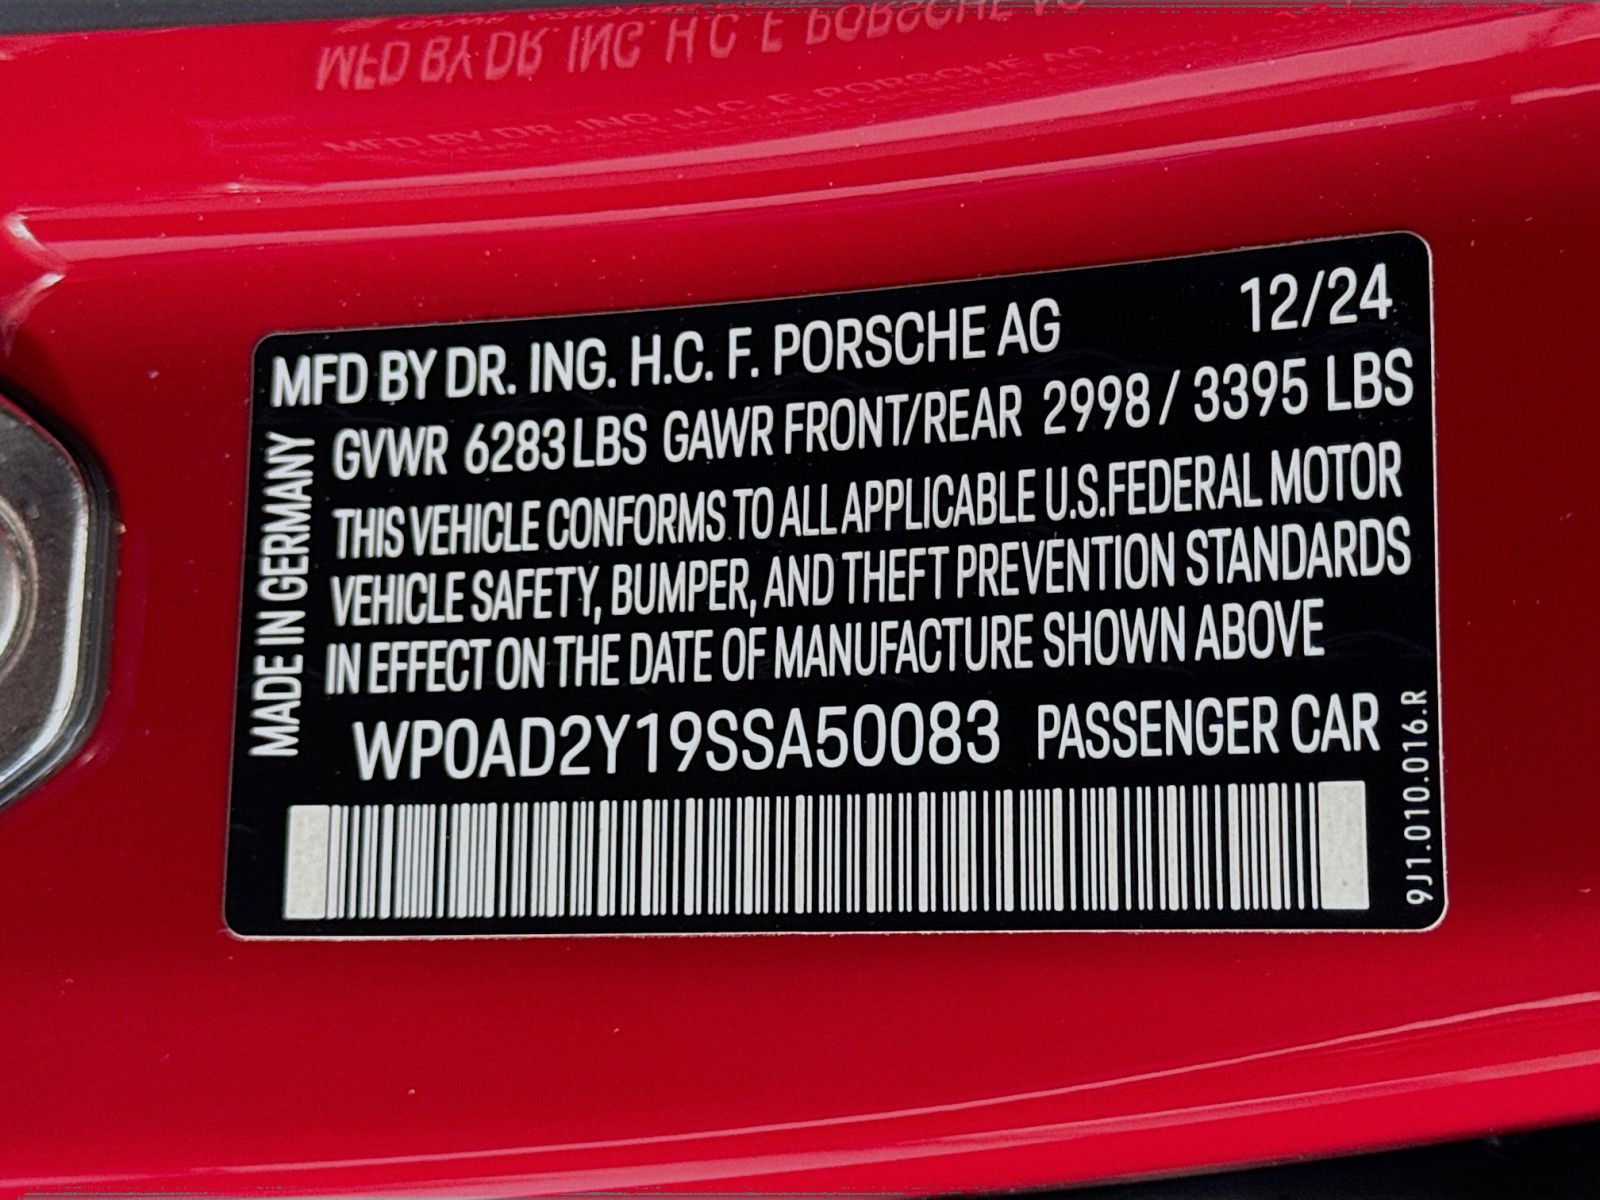 MFD BY DR. ING. H.C. F. PORSCHE AG
MFD BY DR. ING. H.C. F. PORSCHE AG
MFD BY DR. ING. H.C. F. PORSCHE AG 12/24
GVWR 6283 LBS GAWR FRONT/REAR 2998 / 3395 LBS
THIS VEHICLE CONFORMS TO ALL APPLICABLE U.S.FEDERAL MOTOR
VEHICLE SAFETY, BUMPER, AND THEFT PREVENTION STANDARDS
IN EFFECT ON THE DATE OF MANUFACTURE SHOWN ABOVE
WP0AD2Y19SSA50083 PASSENGER CAR
MADE IN GERMANY
9J1.010.016.R